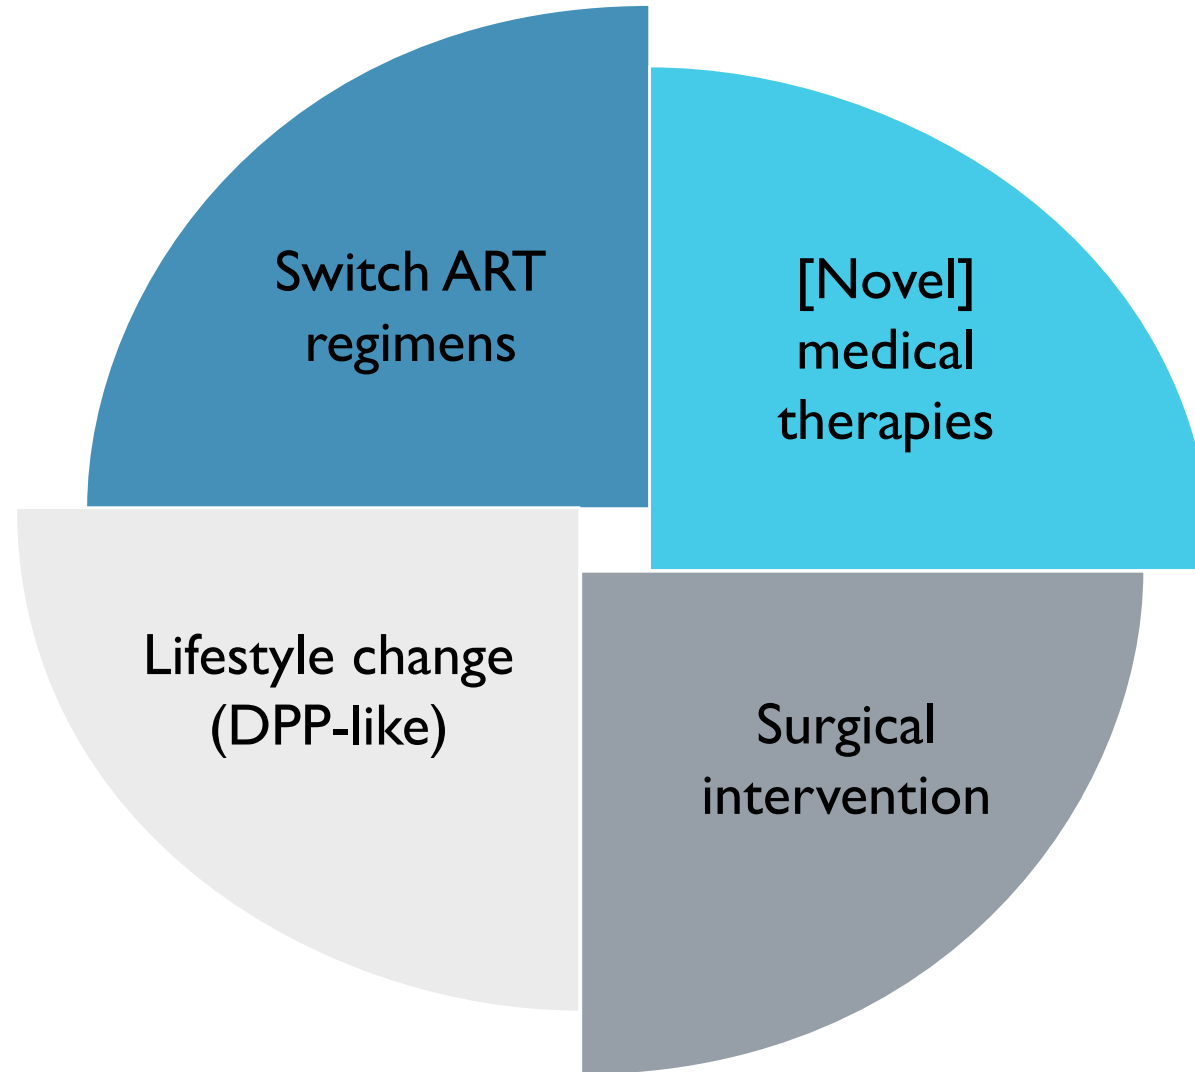 Switch ART
regimens
[Novel]
medical
therapies
Lifestyle change
(DPP-like)
Surgical
intervention